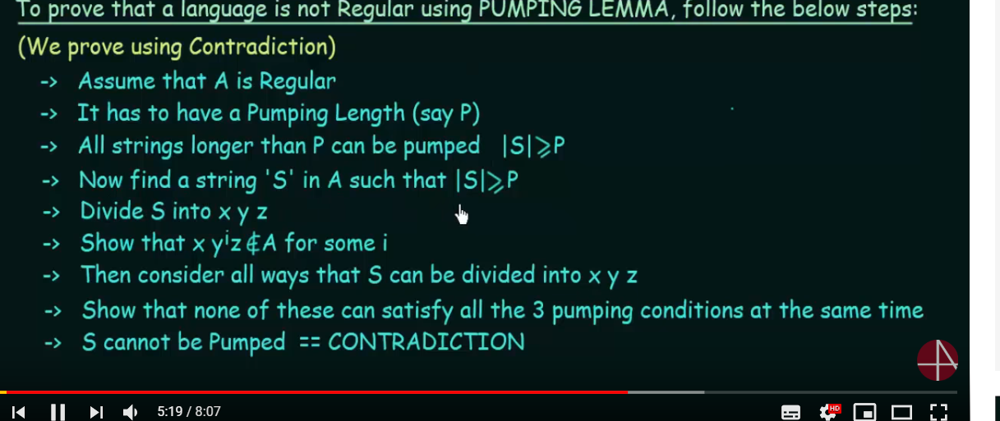 To prove that a language is not Regular using PUMPING LEMMA, follow the below steps:
(We prove using Contradiction)
-> Assume that A is Regular
-> It has to have a Pumping Length (say P)
-> All strings longer than P can be pumped |S|⩾P
-> Now find a string 'S' in A such that |S|⩾P
-> Divide S into x y z
-> Show that x yⁱz ∉ A for some i
-> Then consider all ways that S can be divided into x y z
-> Show that none of these can satisfy all the 3 pumping conditions at the same time
-> S cannot be Pumped == CONTRADICTION
5:19 / 8:07
HD